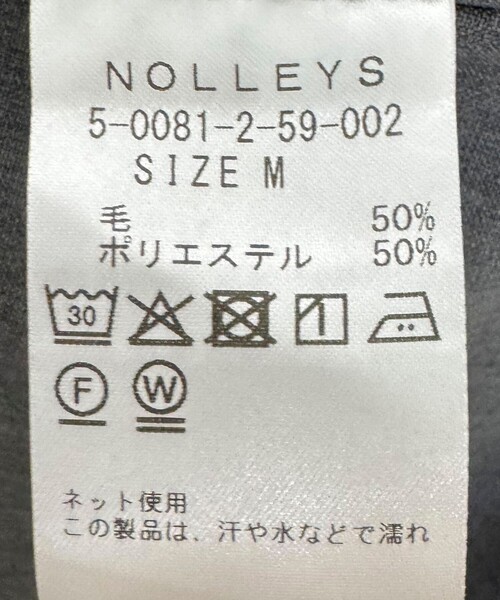 NOLLEYS
5-0081-2-59-002
SIZE M
毛 50%
ポリエステル 50%
30
F W
ネット使用
この製品は、汗や水などで濡れ